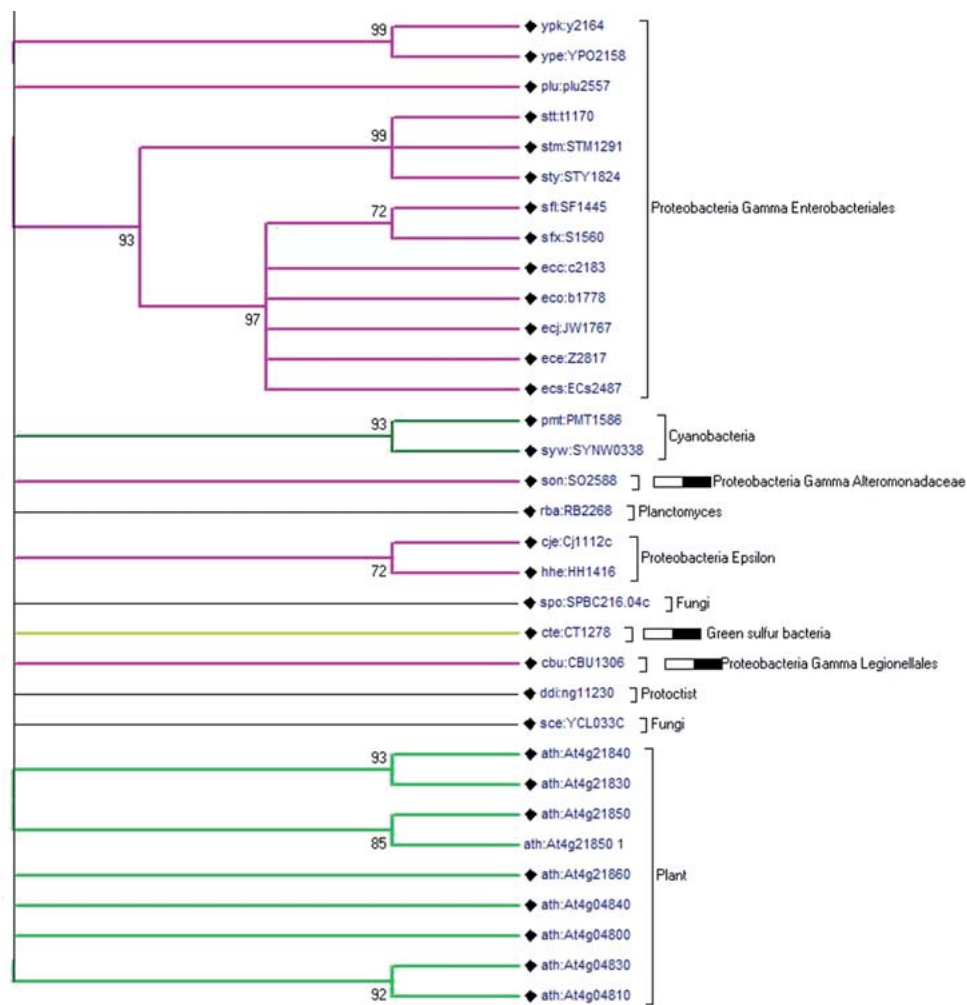 99
ypk:y2164
ype:YPO2158
plu:plu2557
99
stt:t1170
stm:STM1291
sty:STY1824
72
sfl:SF1445
Proteobacteria Gamma Enterobacteriales
sfx:S1560
93
ecc:c2183
eco:b1778
97
ecj:JW1767
ece:Z2817
ecs:ECs2487
93
pmt:PMT1586
Cyanobacteria
syw:SYNW0338
son:SO2588 Proteobacteria Gamma Alteromonadaceae
rba:RB2268 Planctomyces
cje:Cj1112c
Proteobacteria Epsilon
72
hhe:HH1416
spo:SPBC216.04c Fungi
cte:CT1278 Green sulfur bacteria
cbu:CBU1306 Proteobacteria Gamma Legionellales
ddi:ng11230 Protoctist
sce:YCL033C Fungi
93
ath:At4g21840
ath:At4g21830
ath:At4g21850
85
ath:At4g21850 1
ath:At4g21860
Plant
ath:At4g04840
ath:At4g04800
ath:At4g04830
92
ath:At4g04810